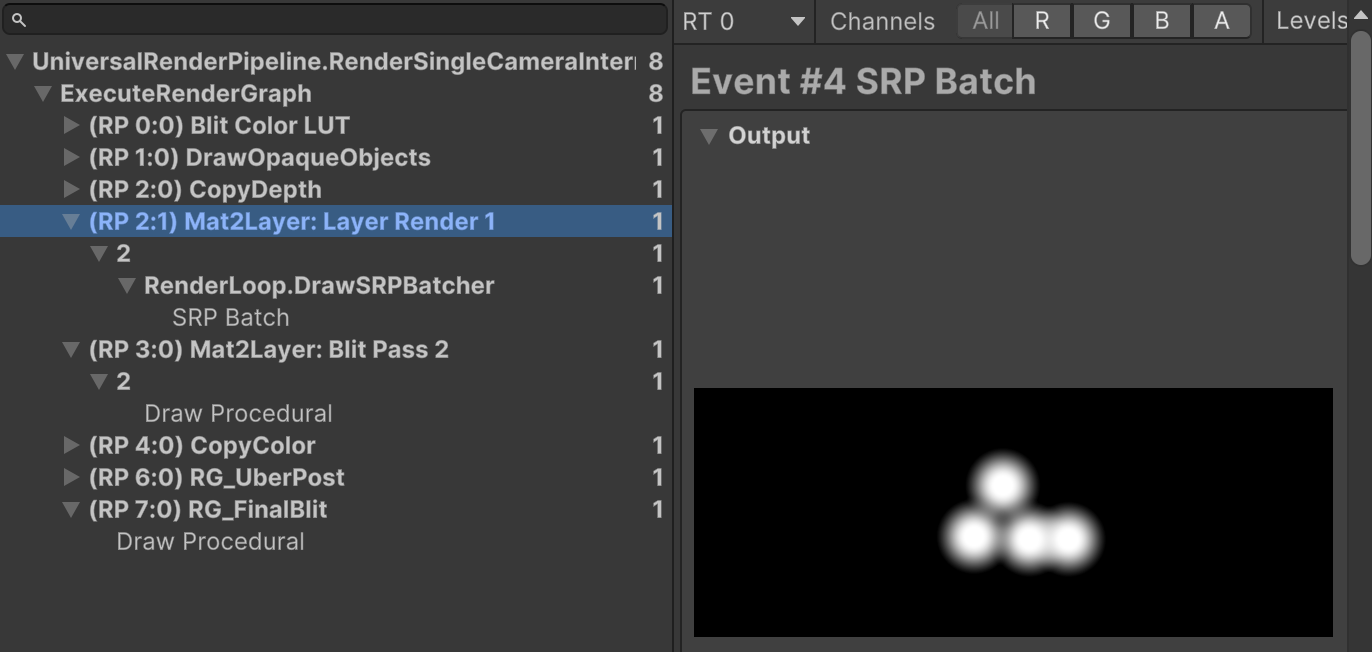 RT 0 Channels All R G B A Levels
UniversalRenderPipeline.RenderSingleCameraInter 8
ExecuteRenderGraph 8
(RP 0:0) Blit Color LUT 1
(RP 1:0) DrawOpaqueObjects 1
(RP 2:0) CopyDepth 1
(RP 2:1) Mat2Layer: Layer Render 1 1
2 1
RenderLoop.DrawSRPBatcher 1
SRP Batch
(RP 3:0) Mat2Layer: Blit Pass 2 1
2 1
Draw Procedural
(RP 4:0) CopyColor 1
(RP 6:0) RG_UberPost 1
(RP 7:0) RG_FinalBlit 1
Draw Procedural
Event #4 SRP Batch
Output